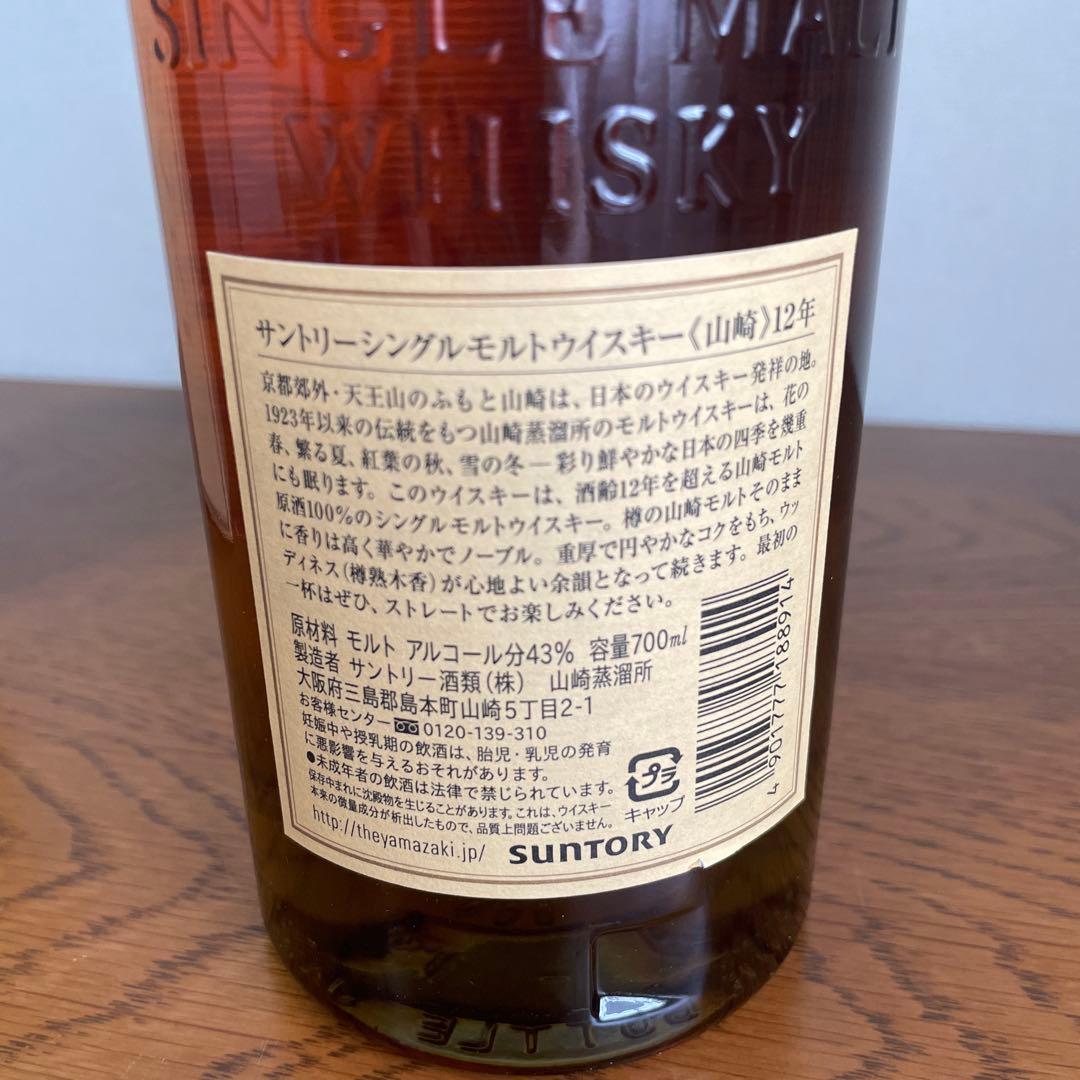 SINGLE MALT
WHISKY
サントリーシングルモルトウイスキー《山崎》12年
京都郊外・天王山のふもと山崎は、日本のウイスキー発祥の地。
1923年以来の伝統をもつ山崎蒸溜所のモルトウイスキーは、花の
春、繁る夏、紅葉の秋、雪の冬―彩り鮮やかな日本の四季を幾重
にも眠ります。このウイスキーは、酒齢12年を超える山崎モルト
原酒100%のシングルモルトウイスキー。樽の山崎モルトそのまま
に香りは高く華やかでノーブル。重厚で円やかなコクをもち、ウッ
ディネス（樽熟木香）が心地よい余韻となって続きます。最初の
一杯はぜひ、ストレートでお楽しみください。
原材料 モルト アルコール分43% 容量700ml
製造者 サントリー酒類（株） 山崎蒸溜所
大阪府三島郡島本町山崎5丁目2-1
お客様センター 0120-139-310
妊娠中や授乳期の飲酒は、胎児・乳児の発育
に悪影響を与えるおそれがあります。
●未成年者の飲酒は法律で禁じられています。
保存中まれに沈殿物を生じることがあります。これは、ウイスキー
本来の微量成分が析出したもので、品質上問題ございません。
http://theyamazaki.jp/
SUNTORY
プラ
キャップ
4901777188914